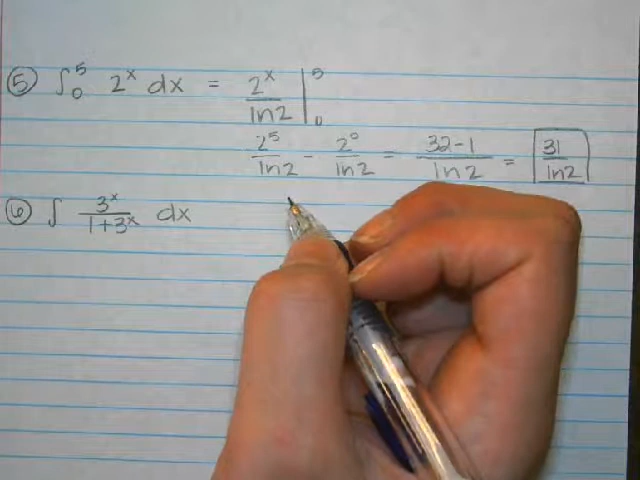 ⑤ ∫₀⁵ 2ˣ dx = 2ˣ/ln2 |₀⁵
2⁵/ln2 - 2⁰/ln2 = 32-1/ln2 = 31/ln2
⑥ ∫ 3ˣ/1+3ˣ dx